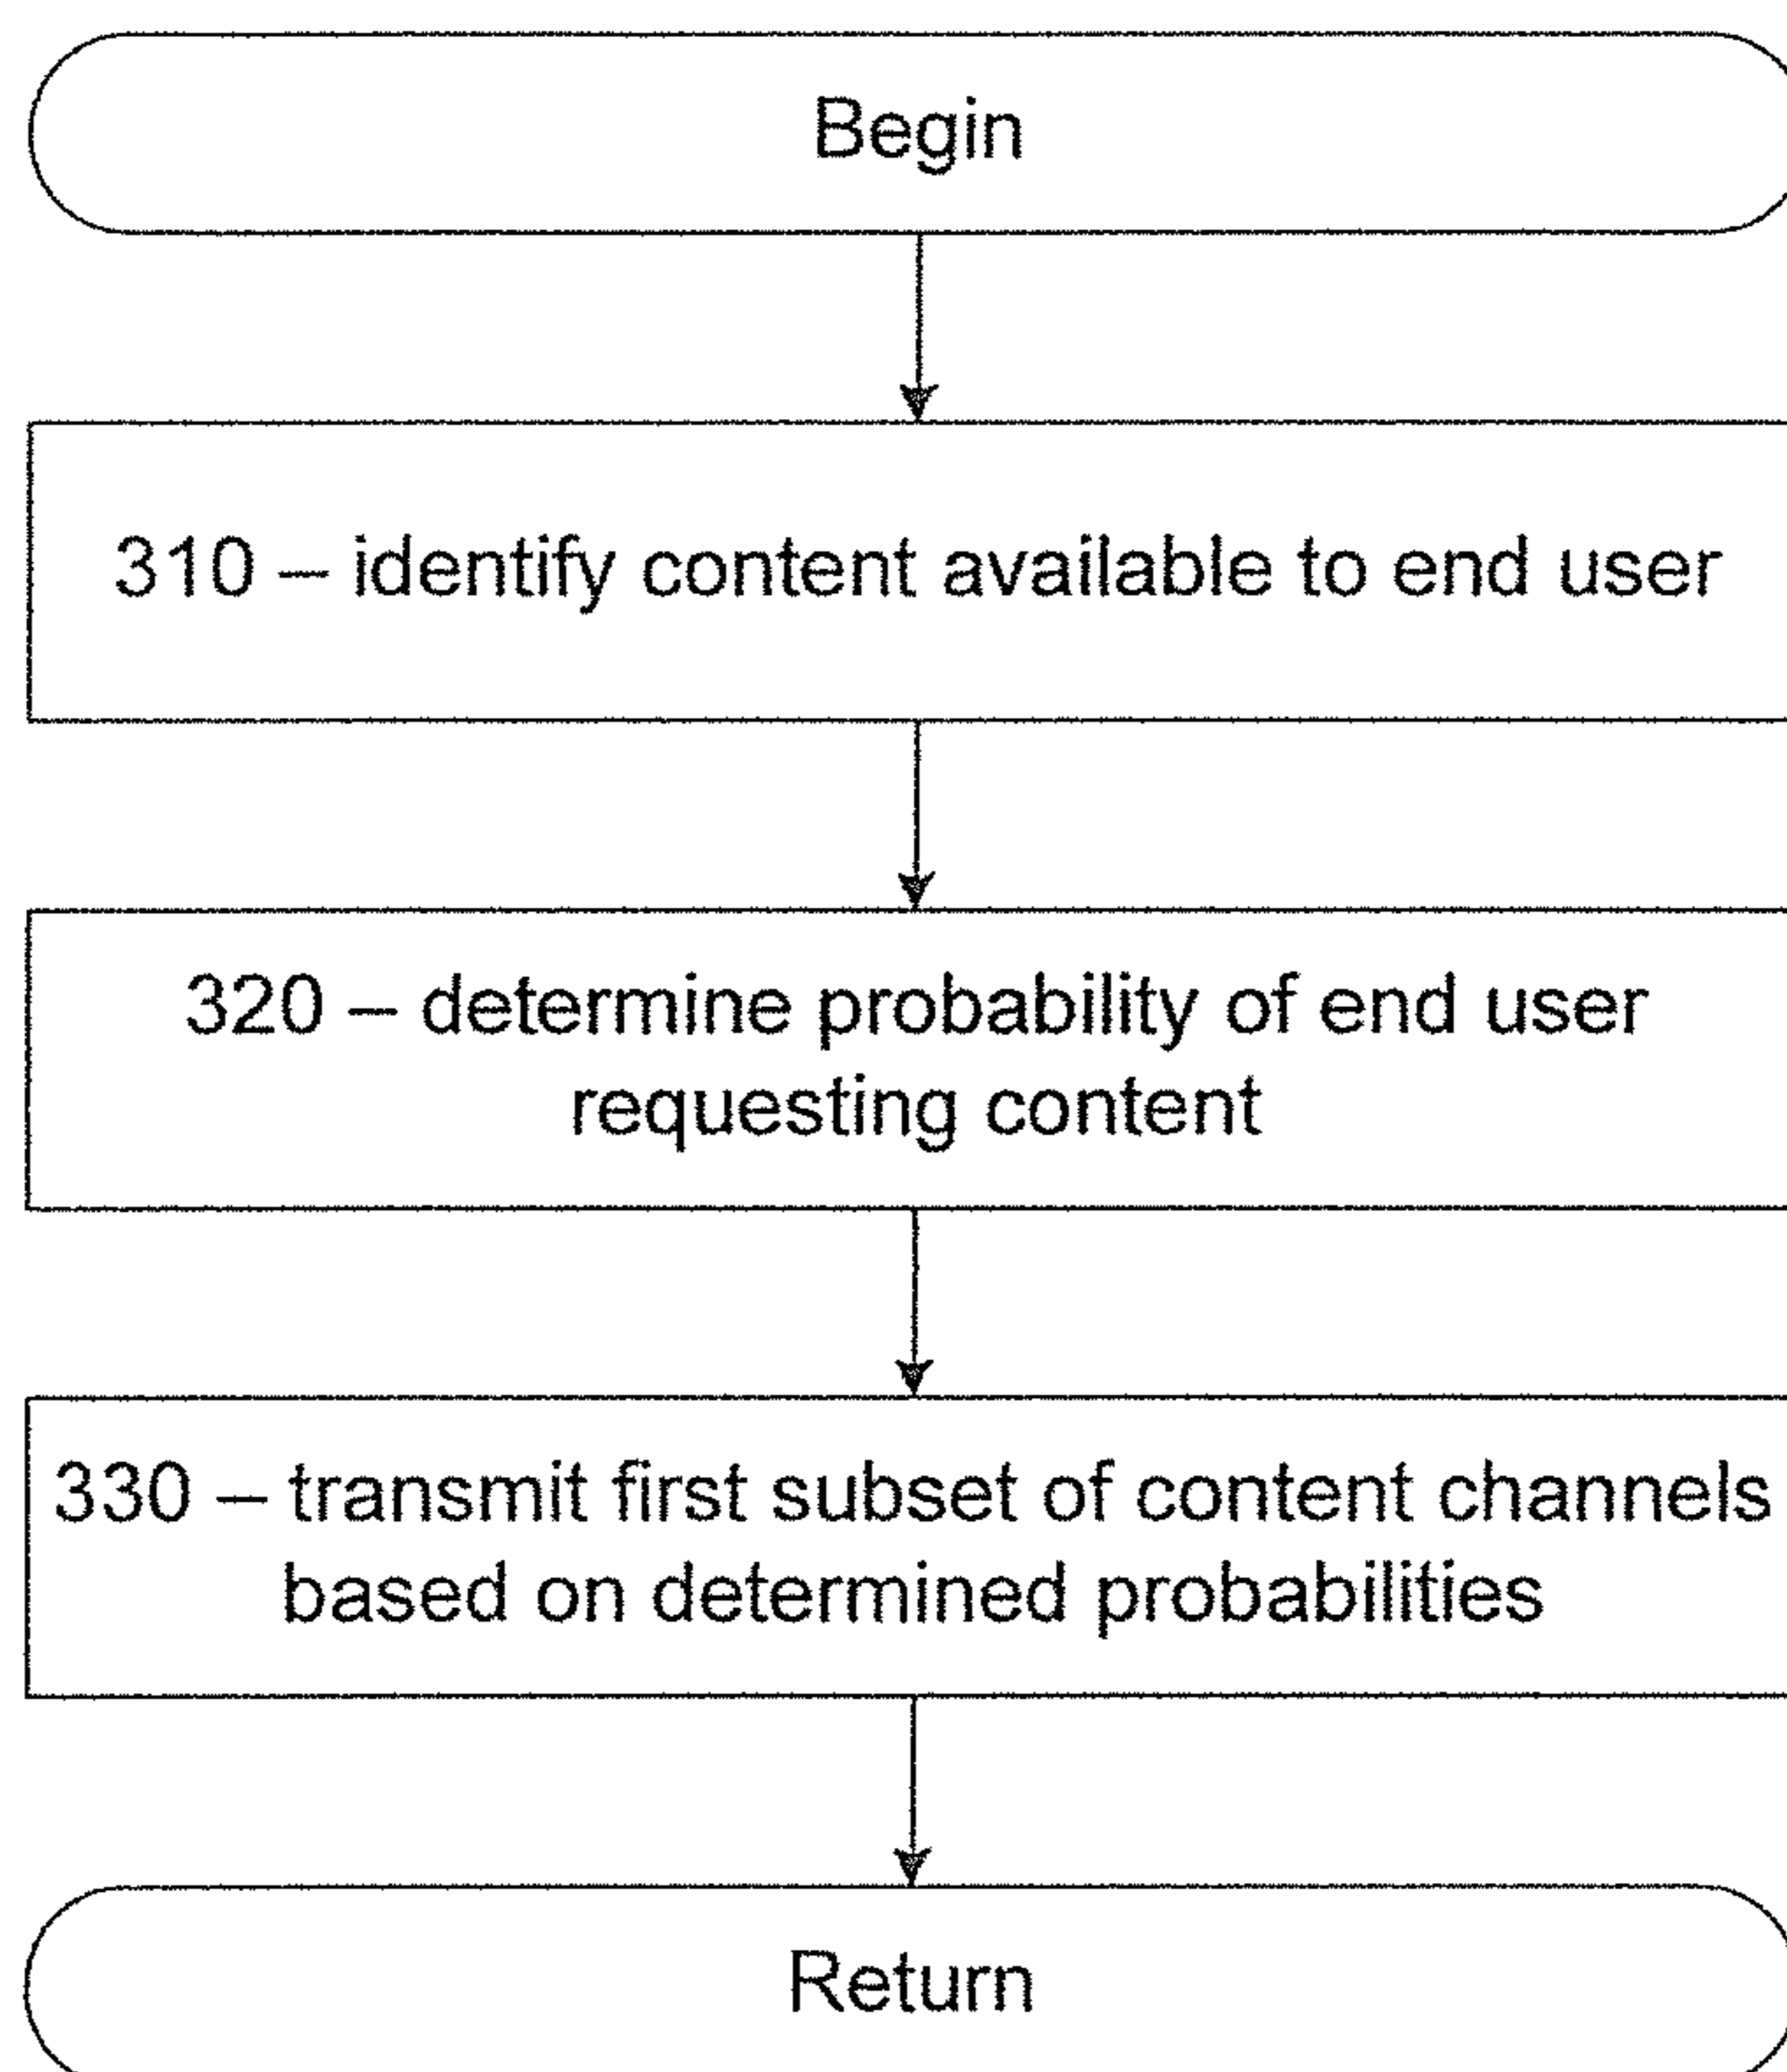 Begin
310 – identify content available to end user
320 – determine probability of end user
requesting content
330 – transmit first subset of content channels
based on determined probabilities
Return